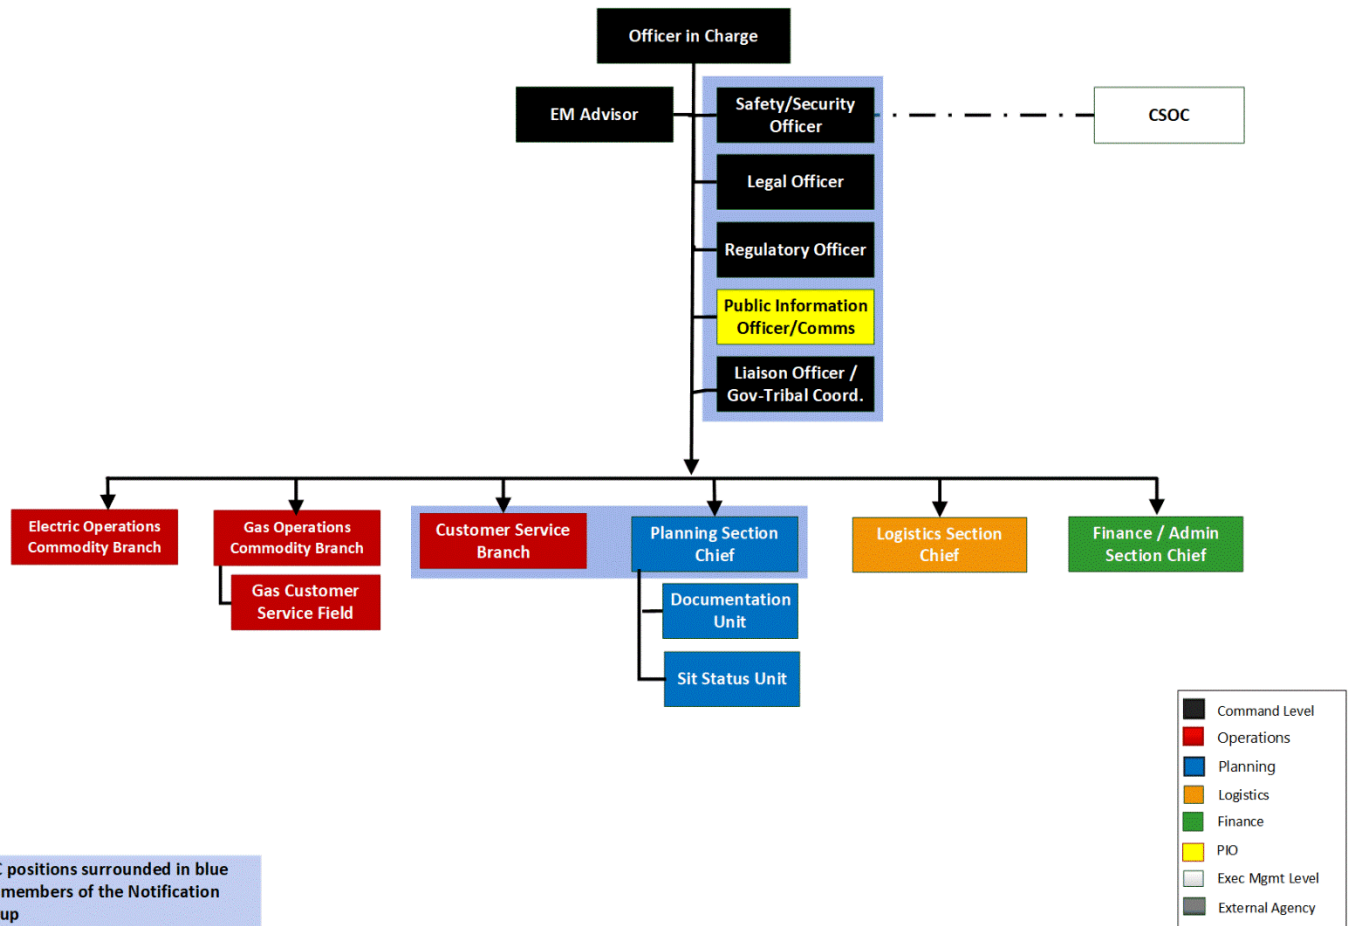 Officer in Charge
EM Advisor
Safety/Security
Officer
CSOC
Legal Officer
Regulatory Officer
Public Information
Officer/Comms
Liaison Officer /
Gov-Tribal Coord.
Electric Operations
Commodity Branch
Gas Operations
Commodity Branch
Customer Service
Branch
Planning Section
Chief
Logistics Section
Chief
Finance / Admin
Section Chief
Gas Customer
Service Field
Documentation
Unit
Sit Status Unit
Command Level
Operations
Planning
Logistics
Finance
PIO
Exec Mgmt Level
External Agency
positions surrounded in blue
members of the Notification